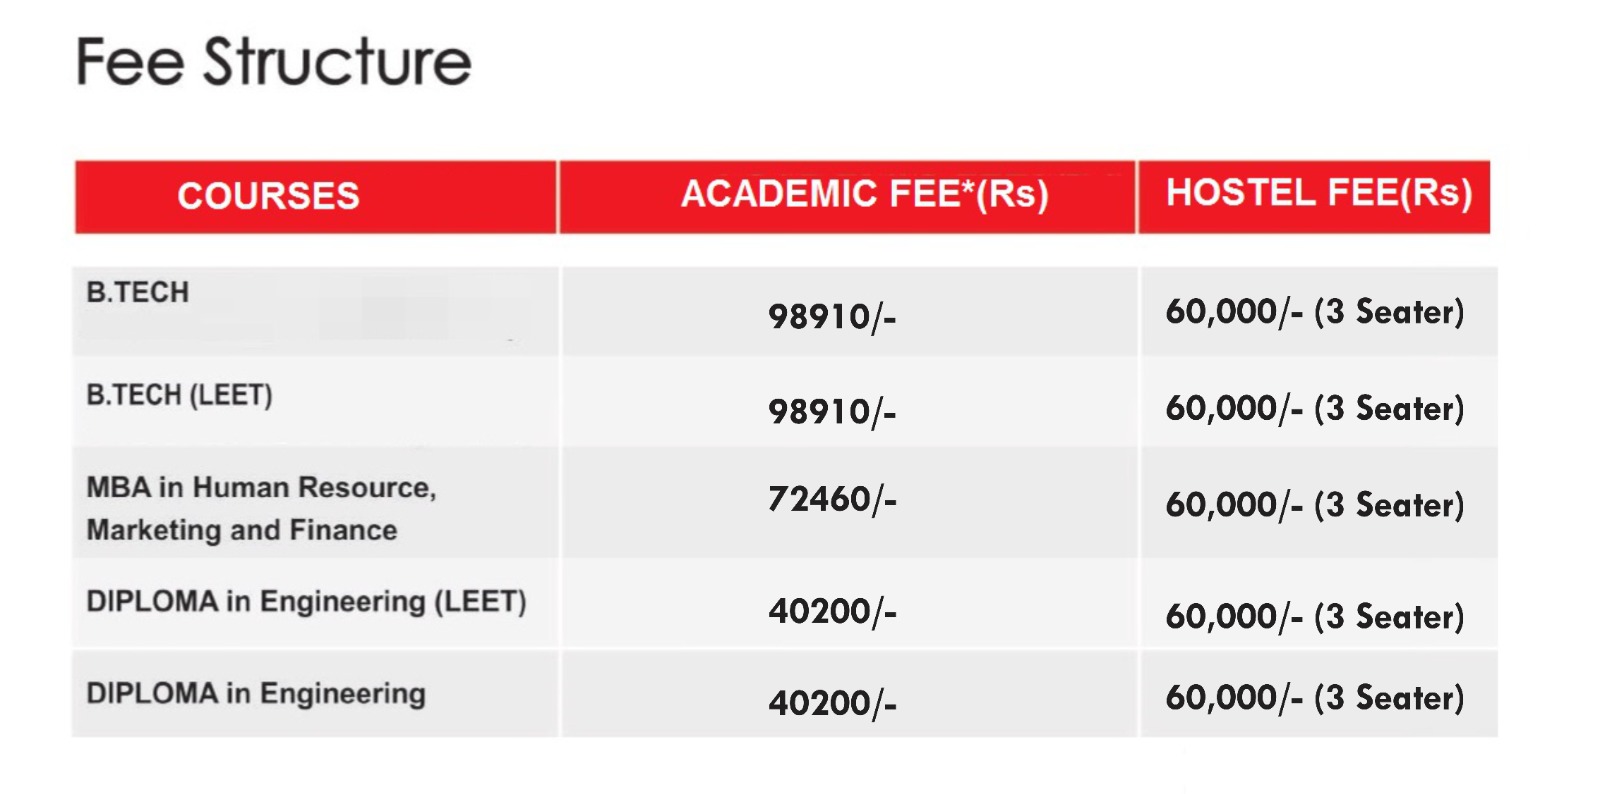 Fee Structure
COURSES ACADEMIC FEE*(Rs) HOSTEL FEE(Rs)
B.TECH 98910/- 60,000/- (3 Seater)
B.TECH (LEET) 98910/- 60,000/- (3 Seater)
MBA in Human Resource,
Marketing and Finance 72460/- 60,000/- (3 Seater)
DIPLOMA in Engineering (LEET) 40200/- 60,000/- (3 Seater)
DIPLOMA in Engineering 40200/- 60,000/- (3 Seater)